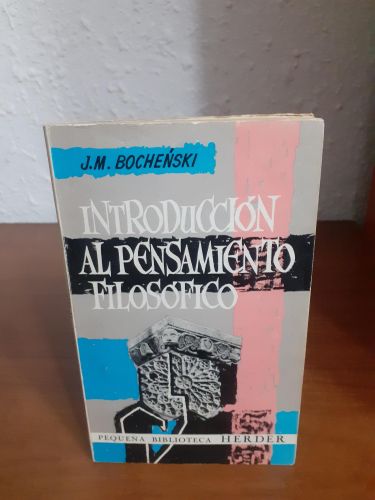 J.M. BOCHEŃSKI
INTRODUCCIÓN
AL PENSAMIENTO
FILOSÓFICO
PEQUEÑA BIBLIOTECA HERDER